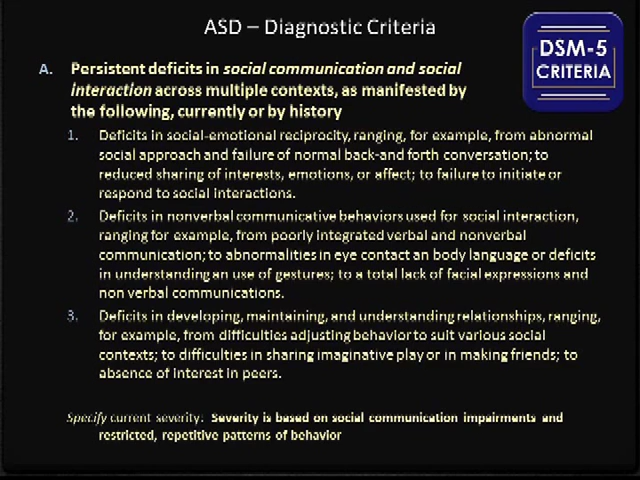 ASD – Diagnostic Criteria
DSM-5
CRITERIA
A. Persistent deficits in social communication and social
interaction across multiple contexts, as manifested by
the following, currently or by history
1. Deficits in social-emotional reciprocity, ranging, for example, from abnormal
social approach and failure of normal back-and forth conversation; to
reduced sharing of interests, emotions, or affect; to failure to initiate or
respond to social interactions.
2. Deficits in nonverbal communicative behaviors used for social interaction,
ranging for example, from poorly integrated verbal and nonverbal
communication; to abnormalities in eye contact an body language or deficits
in understanding an use of gestures; to a total lack of facial expressions and
non verbal communications.
3. Deficits in developing, maintaining, and understanding relationships, ranging,
for example, from difficulties adjusting behavior to suit various social
contexts; to difficulties in sharing imaginative play or in making friends; to
absence of interest in peers.
Specify current severity: Severity is based on social communication impairments and
restricted, repetitive patterns of behavior